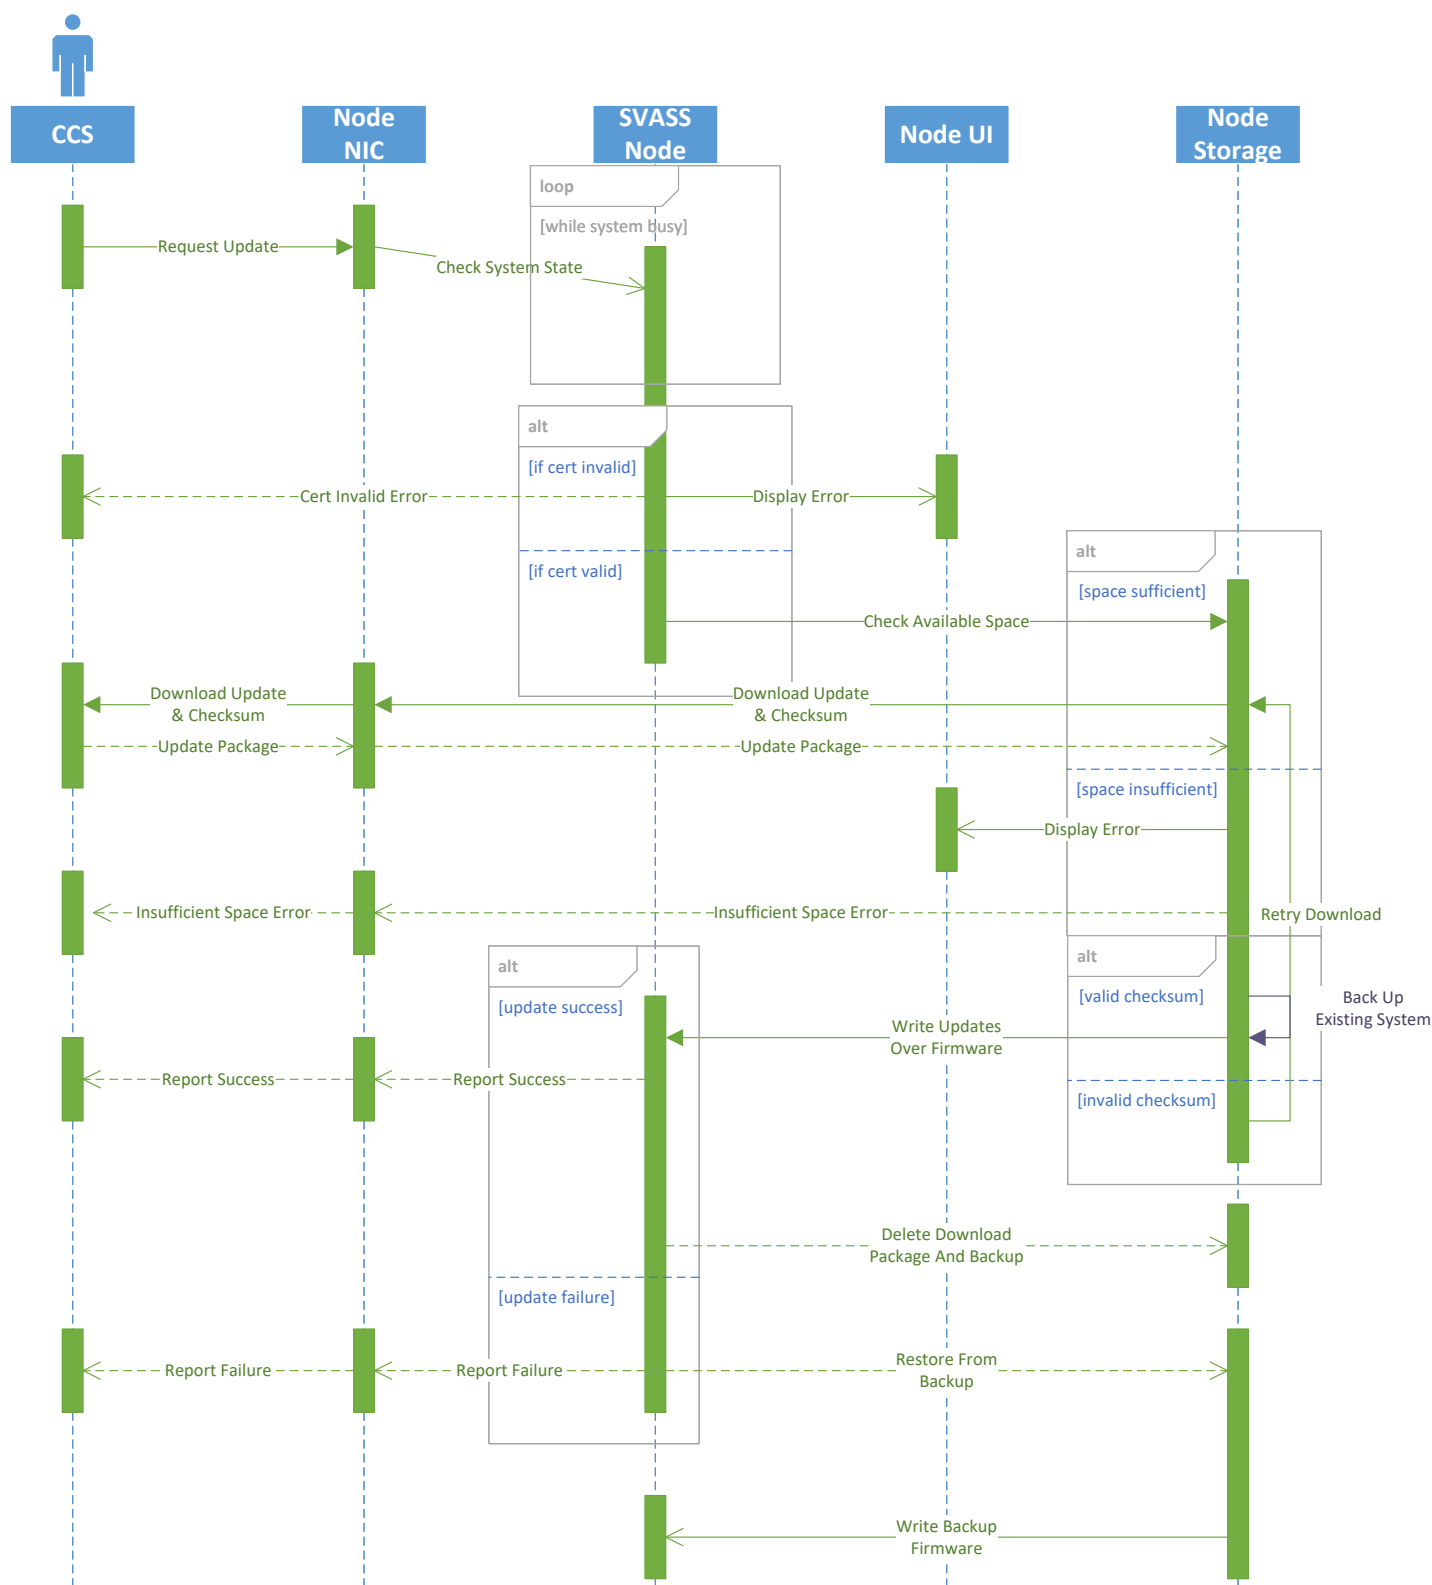 CCS
Node
NIC
SVASS
Node
Node UI
Node
Storage
loop
[while system busy]
Request Update
Check System State
alt
[if cert invalid]
Cert Invalid Error
Display Error
alt
[if cert valid]
[space sufficient]
Check Available Space
Download Update
& Checksum
Download Update
& Checksum
Update Package
Update Package
[space insufficient]
Display Error
Insufficient Space Error
Insufficient Space Error
Retry Download
alt
alt
[update success]
[valid checksum]
Back Up
Existing System
Write Updates
Over Firmware
Report Success
Report Success
[invalid checksum]
Delete Download
Package And Backup
[update failure]
Report Failure
Report Failure
Restore From
Backup
Write Backup
Firmware